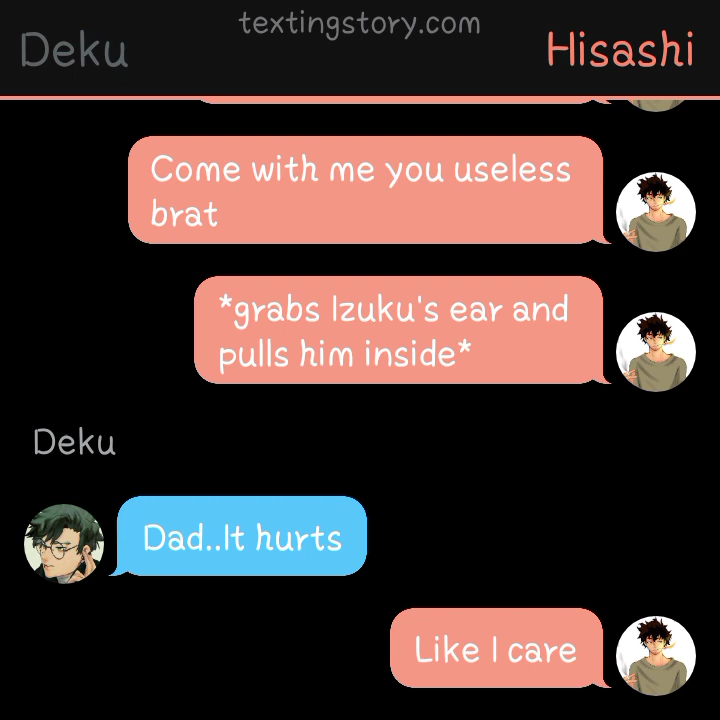 textingstory.com
Deku
Hisashi
Come with me you useless
brat
*grabs Izuku's ear and
pulls him inside*
Deku
Dad..It hurts
Like I care